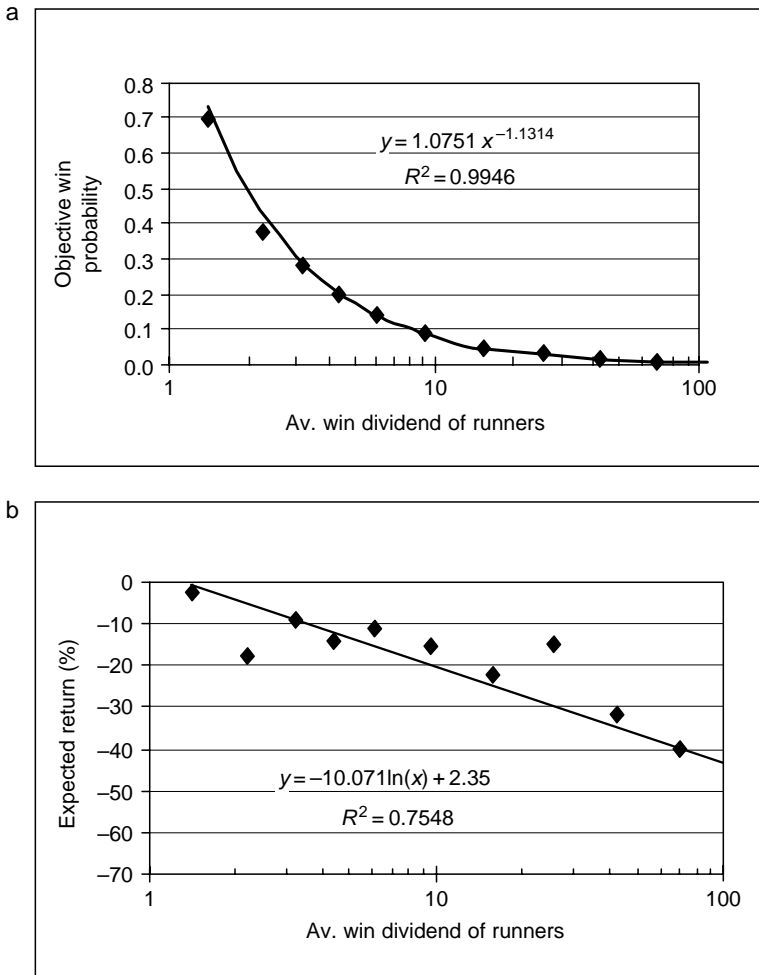 a
0.8
0.7
0.6
0.5
0.4
0.3
0.2
0.1
0.0
Objective win
probability
y = 1.0751 x^−1.1314
R² = 0.9946
1
10
100
Av. win dividend of runners
b
0
−10
−20
−30
−40
−50
−60
−70
Expected return (%)
y = −10.071ln(x) + 2.35
R² = 0.7548
1
10
100
Av. win dividend of runners